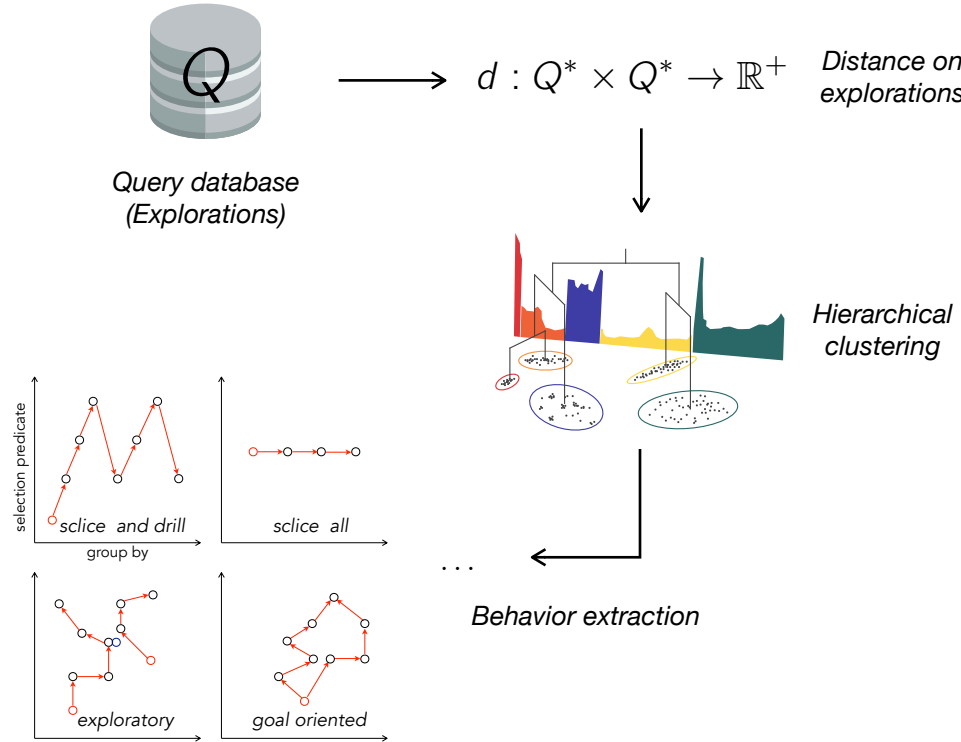 Q
d : Q* × Q* → ℝ⁺
Distance on
explorations
Query database
(Explorations)
Hierarchical
clustering
selection predicate
sclice and drill
group by
sclice all
...
Behavior extraction
exploratory
goal oriented